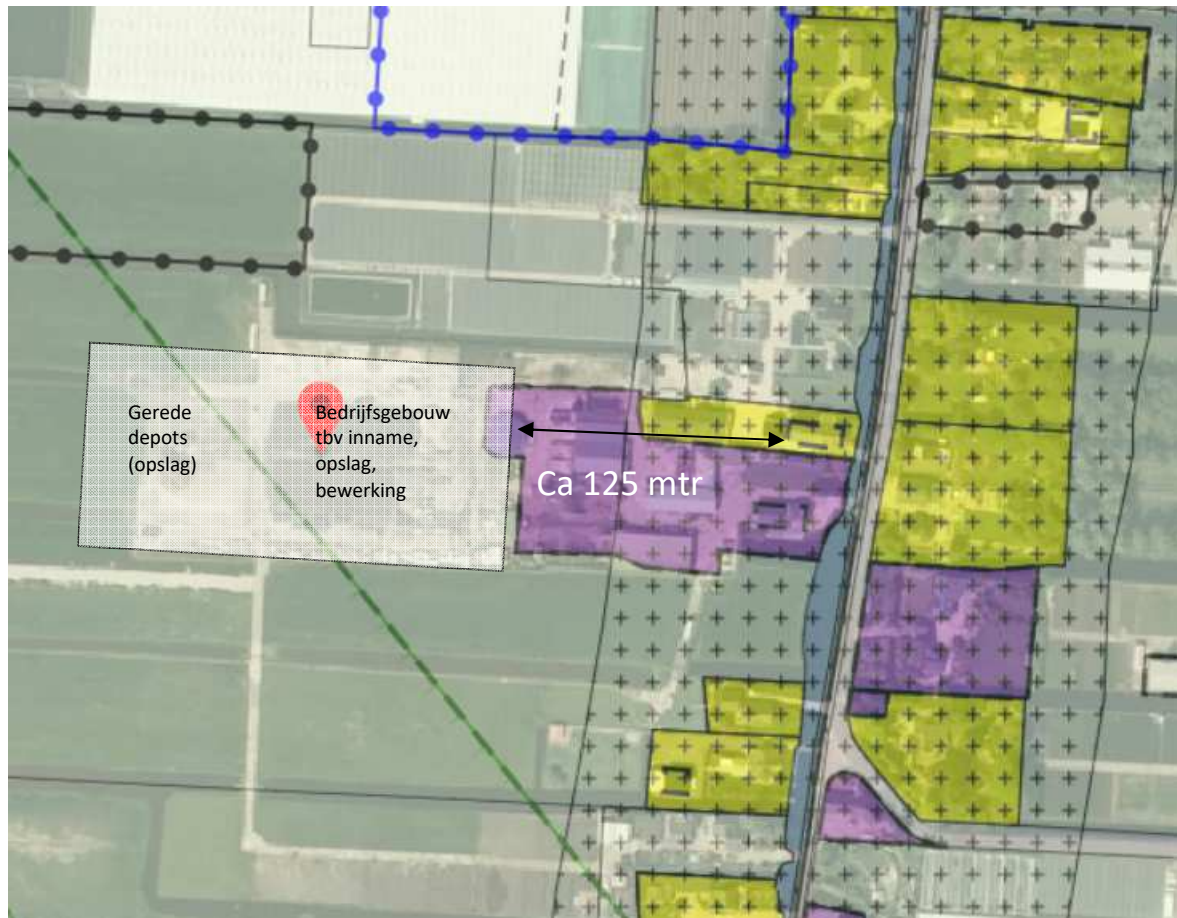 Gerede
depots
(opslag)
Bedrijfsgebouw
tbv inname,
opslag,
bewerking
Ca 125 mtr